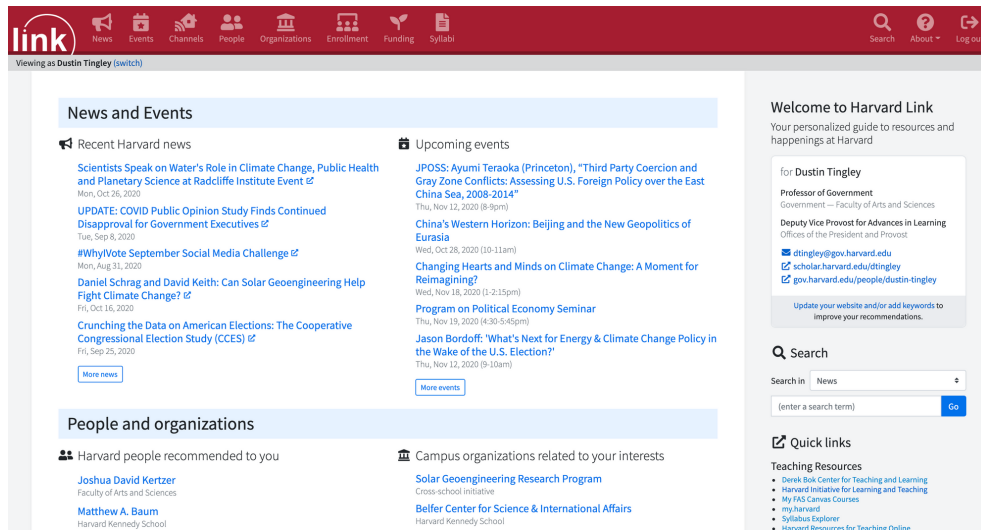 link
News
Events
Channels
People
Organizations
Enrollment
Funding
Syllabi
Search
About
Log ou
Viewing as Dustin Tingley (switch)
News and Events
Recent Harvard news
Scientists Speak on Water's Role in Climate Change, Public Health
and Planetary Science at Radcliffe Institute Event
Mon, Oct 26, 2020
UPDATE: COVID Public Opinion Study Finds Continued
Disapproval for Government Executives
Tue, Sep 8, 2020
#WhyIVote September Social Media Challenge
Mon, Aug 31, 2020
Daniel Schrag and David Keith: Can Solar Geoengineering Help
Fight Climate Change?
Fri, Oct 16, 2020
Crunching the Data on American Elections: The Cooperative
Congressional Election Study (CCES)
Fri, Sep 25, 2020
More news
Upcoming events
JPOSS: Ayumi Teraoka (Princeton), "Third Party Coercion and
Gray Zone Conflicts: Assessing U.S. Foreign Policy over the East
China Sea, 2008-2014"
Thu, Nov 12, 2020 (8-9pm)
China's Western Horizon: Beijing and the New Geopolitics of
Eurasia
Wed, Oct 28, 2020 (10-11am)
Changing Hearts and Minds on Climate Change: A Moment for
Reimagining?
Wed, Nov 18, 2020 (1-2:15pm)
Program on Political Economy Seminar
Thu, Nov 19, 2020 (4:30-5:45pm)
Jason Bordoff: 'What's Next for Energy & Climate Change Policy in
the Wake of the U.S. Election?'
Thu, Nov 12, 2020 (9-10am)
More events
People and organizations
Harvard people recommended to you
Joshua David Kertzer
Faculty of Arts and Sciences
Matthew A. Baum
Harvard Kennedy School
Campus organizations related to your interests
Solar Geoengineering Research Program
Cross-school initiative
Belfer Center for Science & International Affairs
Harvard Kennedy School
Welcome to Harvard Link
Your personalized guide to resources and
happenings at Harvard
for Dustin Tingley
Professor of Government
Government — Faculty of Arts and Sciences
Deputy Vice Provost for Advances in Learning
Offices of the President and Provost
dtingley@gov.harvard.edu
scholar.harvard.edu/dtingley
gov.harvard.edu/people/dustin-tingley
Update your website and/or add keywords to
improve your recommendations.
Search
Search in News
(enter a search term) Go
Quick links
Teaching Resources
Derek Bok Center for Teaching and Learning
Harvard Initiative for Learning and Teaching
My FAS Canvas Courses
my.harvard
Syllabus Explorer
Harvard Resources for Teaching Online